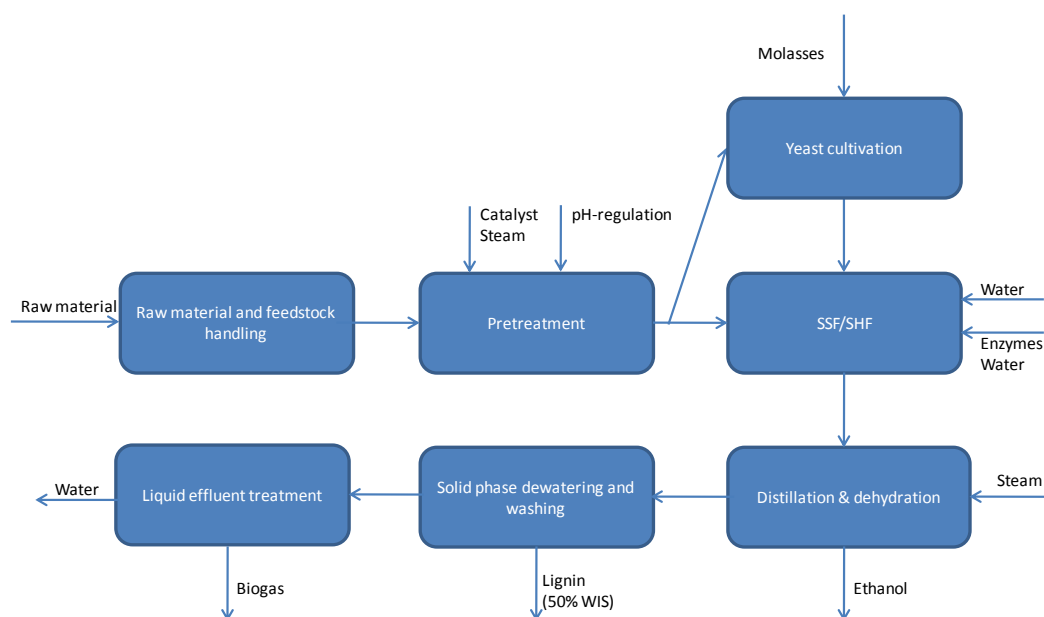 Molasses
Yeast cultivation
Catalyst
Steam
pH-regulation
Raw material
Raw material and feedstock
handling
Pretreatment
SSF/SHF
Water
Enzymes
Water
Water
Liquid effluent treatment
Solid phase dewatering and
washing
Distillation & dehydration
Steam
Biogas
Lignin
(50% WIS)
Ethanol